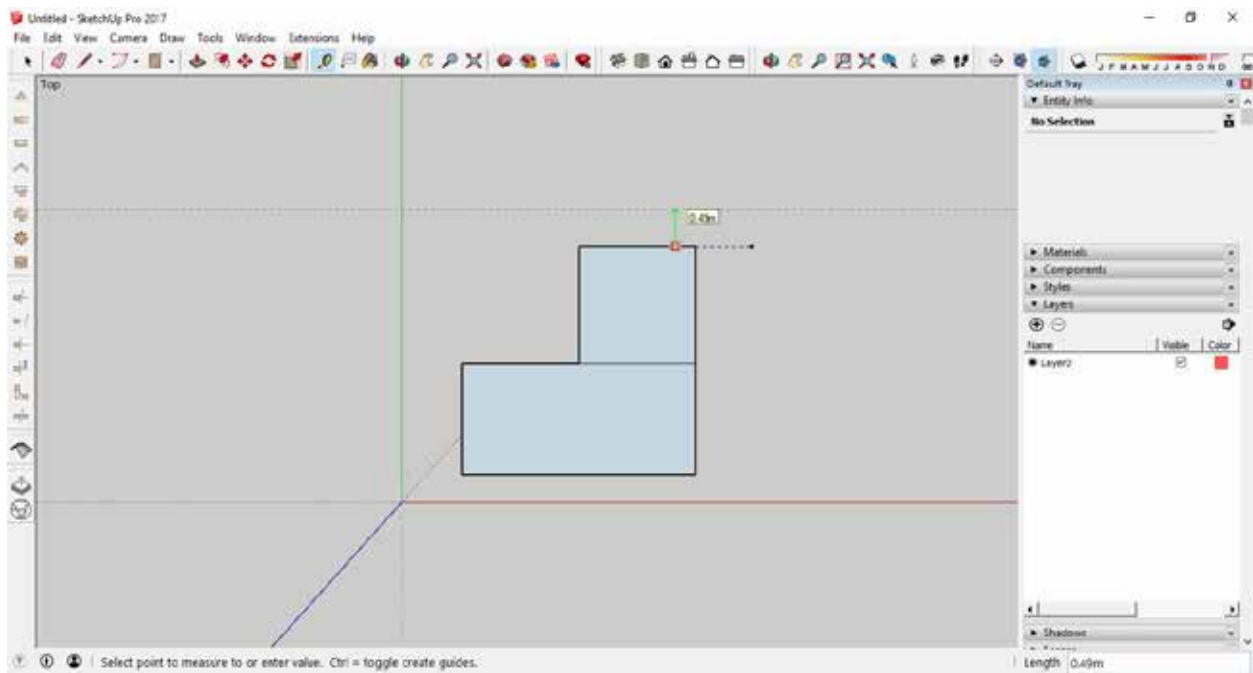 Untitled - SketchUp Pro 2017
File Edit View Camera Draw Tools Window Extensions Help
J F M A M J J A S O N D
Top
Default Tray
Entity Info
No Selection
0.49m
Materials
Components
Styles
Layers
Name Visible Color
Layer0
Shadows
Select point to measure to or enter value. Ctrl = toggle create guides.
Length 0.49m